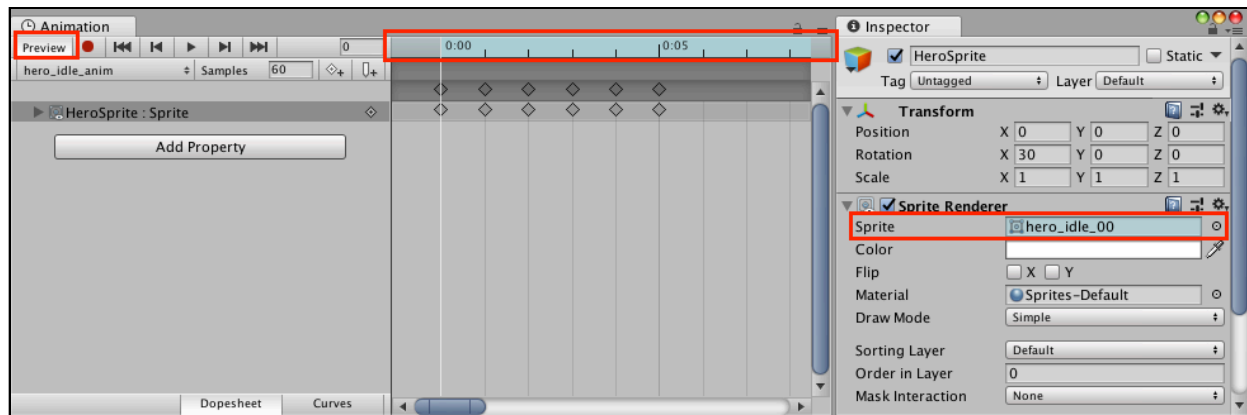 Animation
Preview 0 0:00 0:05
hero_idle_anim Samples 60
HeroSprite : Sprite
Add Property
Dopesheet Curves
Inspector
HeroSprite Static
Tag Untagged Layer Default
Transform
Position X 0 Y 0 Z 0
Rotation X 30 Y 0 Z 0
Scale X 1 Y 1 Z 1
Sprite Renderer
Sprite hero_idle_00
Color
Flip X Y
Material Sprites-Default
Draw Mode Simple
Sorting Layer Default
Order in Layer 0
Mask Interaction None